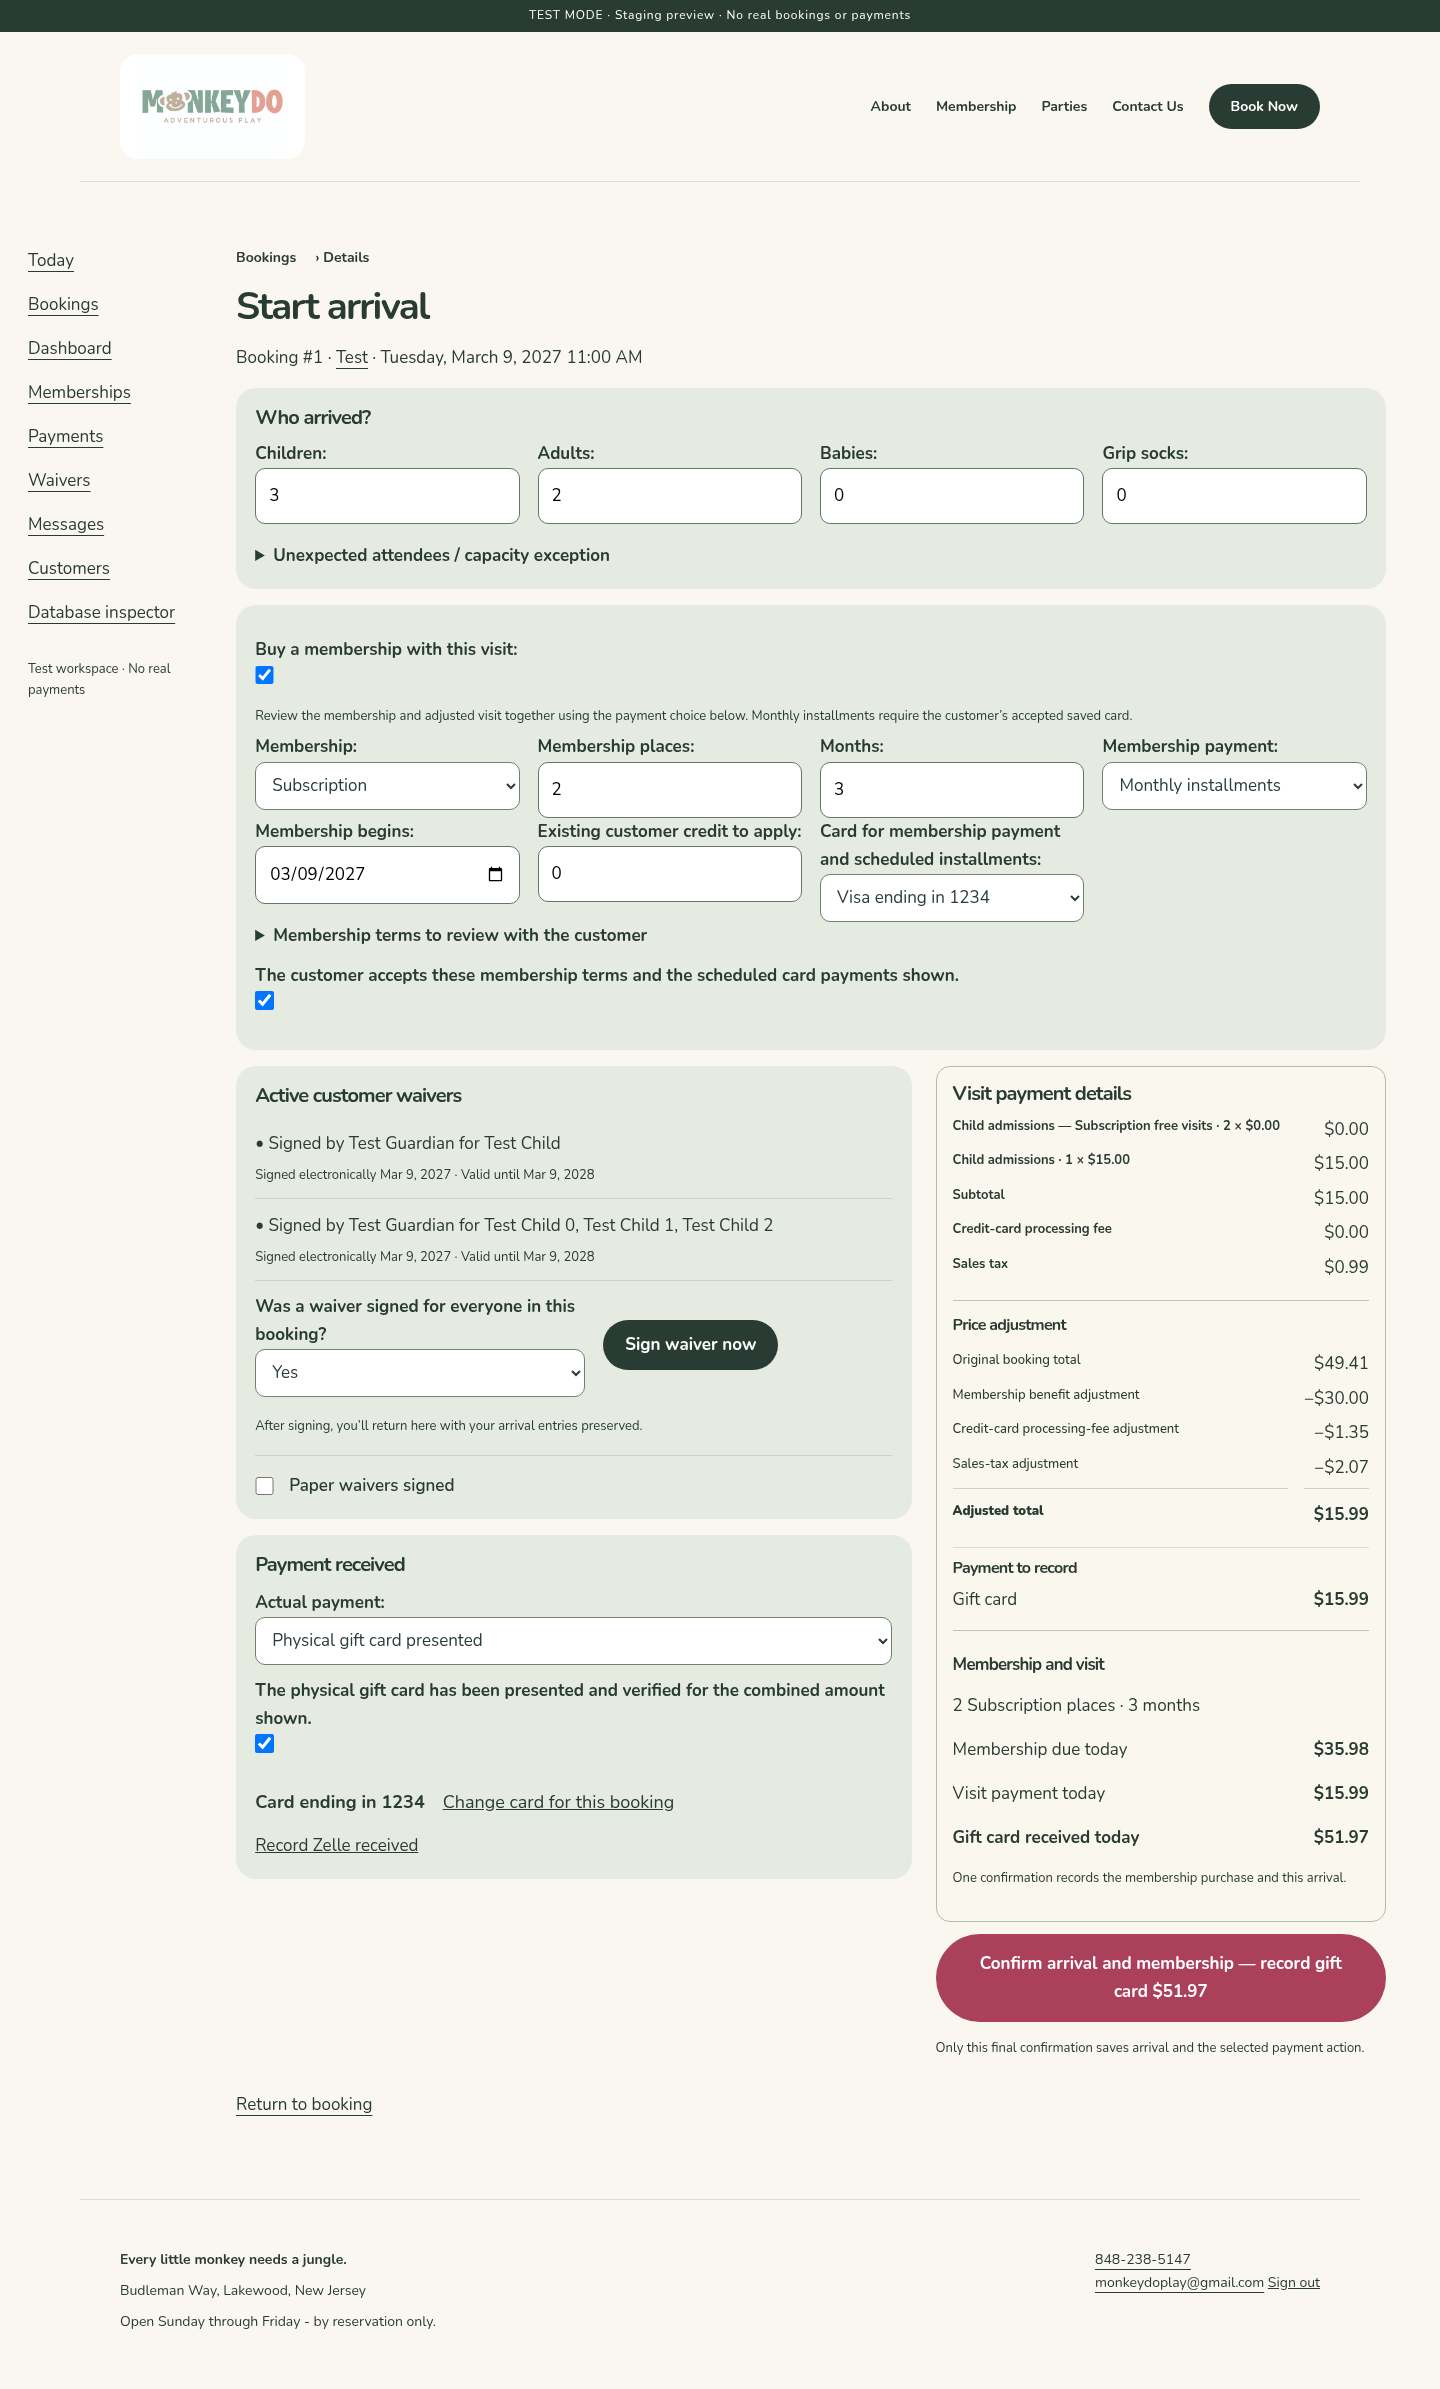 TEST MODE · Staging preview · No real bookings or payments
MONKEYDO
ADVENTUROUS PLAY
About
Membership
Parties
Contact Us
Book Now
Today
Bookings
Dashboard
Memberships
Payments
Waivers
Messages
Customers
Database inspector
Test workspace · No real
payments
Bookings › Details
Start arrival
Booking #1 · Test · Tuesday, March 9, 2027 11:00 AM
Who arrived?
Children:
3
Adults:
2
Babies:
0
Grip socks:
0
▶ Unexpected attendees / capacity exception
Buy a membership with this visit:
Review the membership and adjusted visit together using the payment choice below. Monthly installments require the customer’s accepted saved card.
Membership:
Subscription
Membership places:
2
Months:
3
Membership payment:
Monthly installments
Membership begins:
03/09/2027
Existing customer credit to apply:
0
Card for membership payment
and scheduled installments:
Visa ending in 1234
▶ Membership terms to review with the customer
The customer accepts these membership terms and the scheduled card payments shown.
Active customer waivers
• Signed by Test Guardian for Test Child
Signed electronically Mar 9, 2027 · Valid until Mar 9, 2028
• Signed by Test Guardian for Test Child 0, Test Child 1, Test Child 2
Signed electronically Mar 9, 2027 · Valid until Mar 9, 2028
Was a waiver signed for everyone in this
booking?
Yes
Sign waiver now
After signing, you’ll return here with your arrival entries preserved.
Paper waivers signed
Payment received
Actual payment:
Physical gift card presented
The physical gift card has been presented and verified for the combined amount
shown.
Card ending in 1234 Change card for this booking
Record Zelle received
Visit payment details
Child admissions — Subscription free visits · 2 × $0.00 $0.00
Child admissions · 1 × $15.00 $15.00
Subtotal $15.00
Credit-card processing fee $0.00
Sales tax $0.99
Price adjustment
Original booking total $49.41
Membership benefit adjustment −$30.00
Credit-card processing-fee adjustment −$1.35
Sales-tax adjustment −$2.07
Adjusted total $15.99
Payment to record
Gift card $15.99
Membership and visit
2 Subscription places · 3 months
Membership due today $35.98
Visit payment today $15.99
Gift card received today $51.97
One confirmation records the membership purchase and this arrival.
Confirm arrival and membership — record gift
card $51.97
Only this final confirmation saves arrival and the selected payment action.
Return to booking
Every little monkey needs a jungle.
Budleman Way, Lakewood, New Jersey
Open Sunday through Friday - by reservation only.
848-238-5147
monkeydoplay@gmail.com Sign out